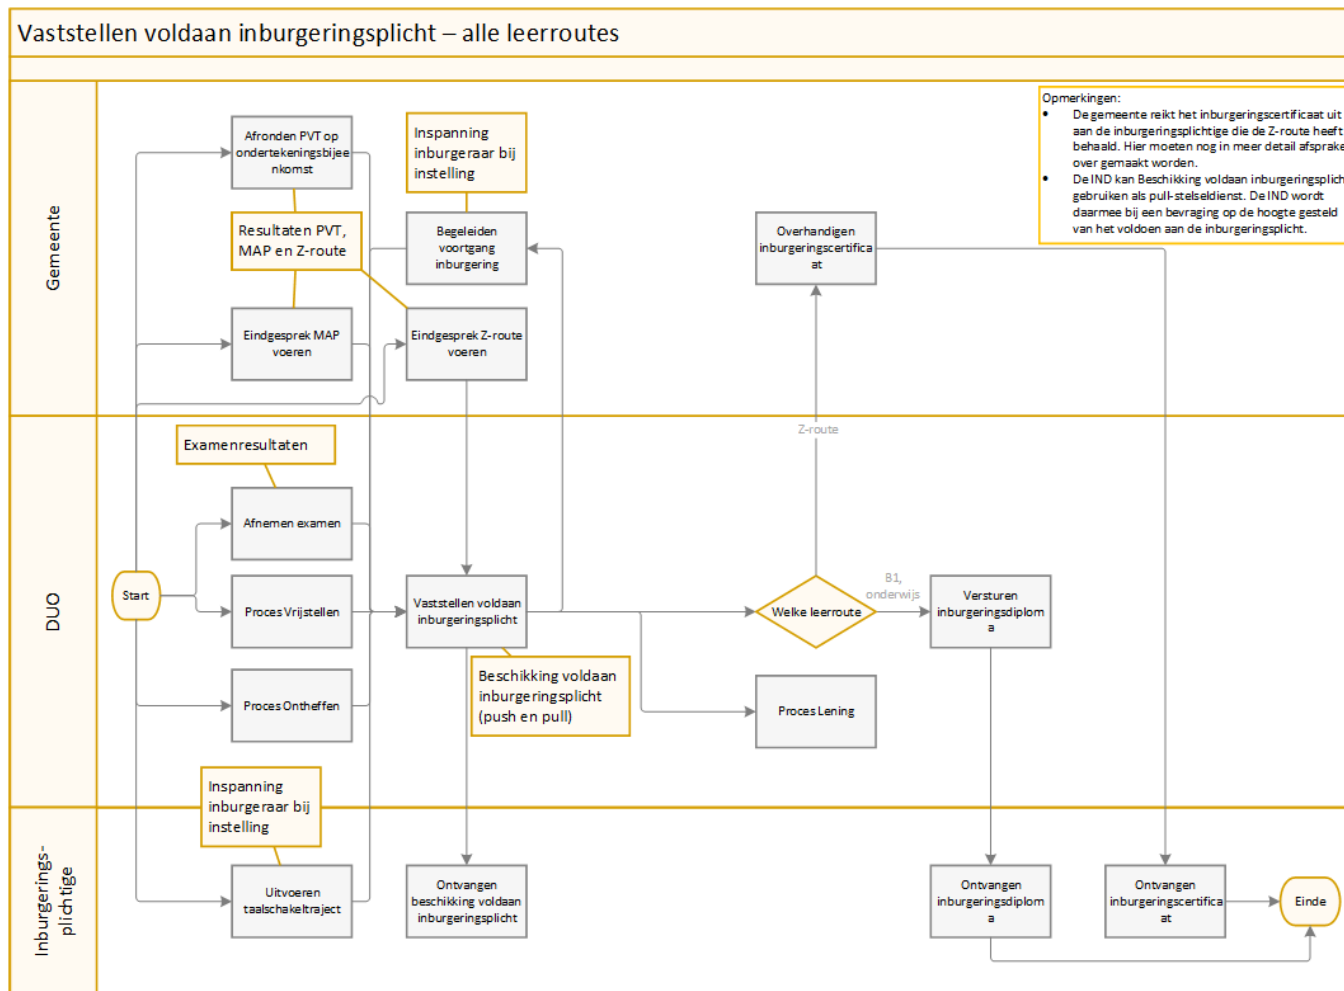 Vaststellen voldaan inburgeringsplicht – alle leerroutes
Gemeente
Afronden PVT op
ondertekeningsbijee
nkomst
Inspanning
inburgeraar bij
instelling
Opmerkingen:
• De gemeente reikt het inburgeringscertificaat uit
aan de inburgeringsplichtige die de Z-route heeft
behaald. Hier moeten nog in meer detail afsprake
over gemaakt worden.
• De IND kan Beschikking voldaan inburgeringsplich
gebruiken als pull-stelseldienst. De IND wordt
daarmee bij een bevraging op de hoogte gesteld
van het voldoen aan de inburgeringsplicht.
Resultaten PVT,
MAP en Z-route
Begeleiden
voortgang
inburgering
Overhandigen
inburgeringscertifica
at
Eindgesprek MAP
voeren
Eindgesprek Z-route
voeren
Z-route
DUO
Examenresultaten
Afnemen examen
Start
Proces Vrijstellen
Vaststellen voldaan
inburgeringsplicht
Welke leerroute
B1,
onderwijs
Versturen
inburgeringsdiplom
a
Beschikking voldaan
inburgeringsplicht
(push en pull)
Proces Ontheffen
Proces Lening
Inburgerings-
plichtige
Inspanning
inburgeraar bij
instelling
Uitvoeren
taalschakeltraject
Ontvangen
beschikking voldaan
inburgeringsplicht
Ontvangen
inburgeringsdiplom
a
Ontvangen
inburgeringscertifica
at
Einde